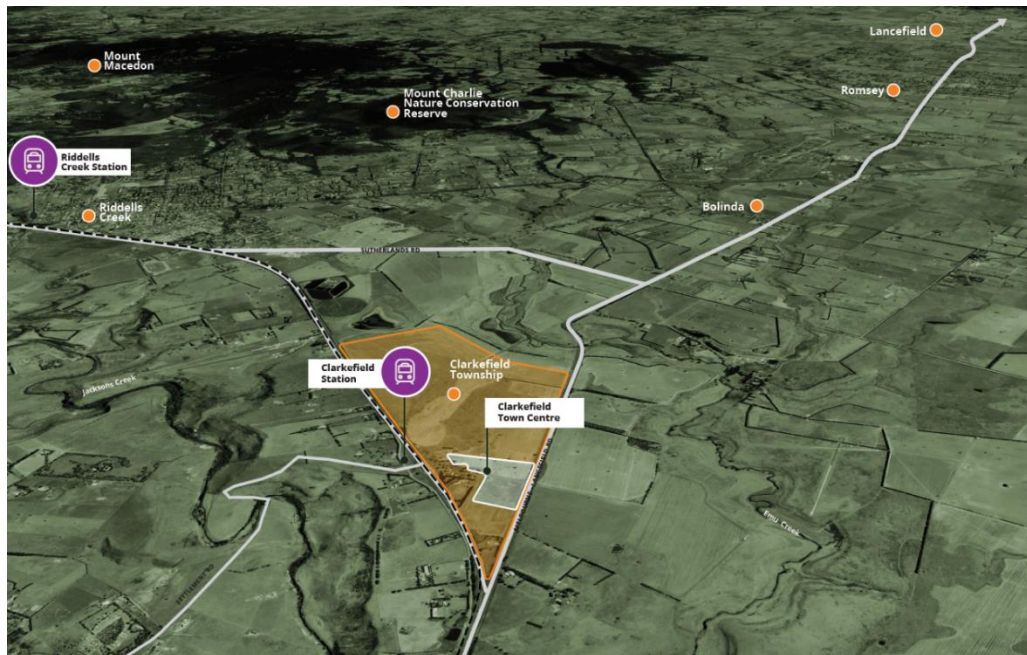 Lancefield
Mount
Macedon
Romsey
Mount Charlie
Nature Conservation
Reserve
Riddells
Creek Station
Bolinda
Riddells
Creek
SUTHERLANDS RD
Clarkefield
Station
Clarkefield
Township
Jacksons Creek
Clarkefield
Town Centre
Emu Creek